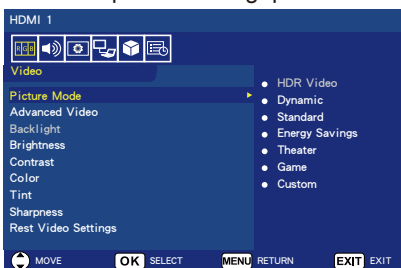 HDMI 1
RGB
Video
Picture Mode
Advanced Video
Backlight
Brightness
Contrast
Color
Tint
Sharpness
Rest Video Settings
HDR Video
Dynamic
Standard
Energy Savings
Theater
Game
Custom
MOVE OK SELECT MENU RETURN EXIT EXIT